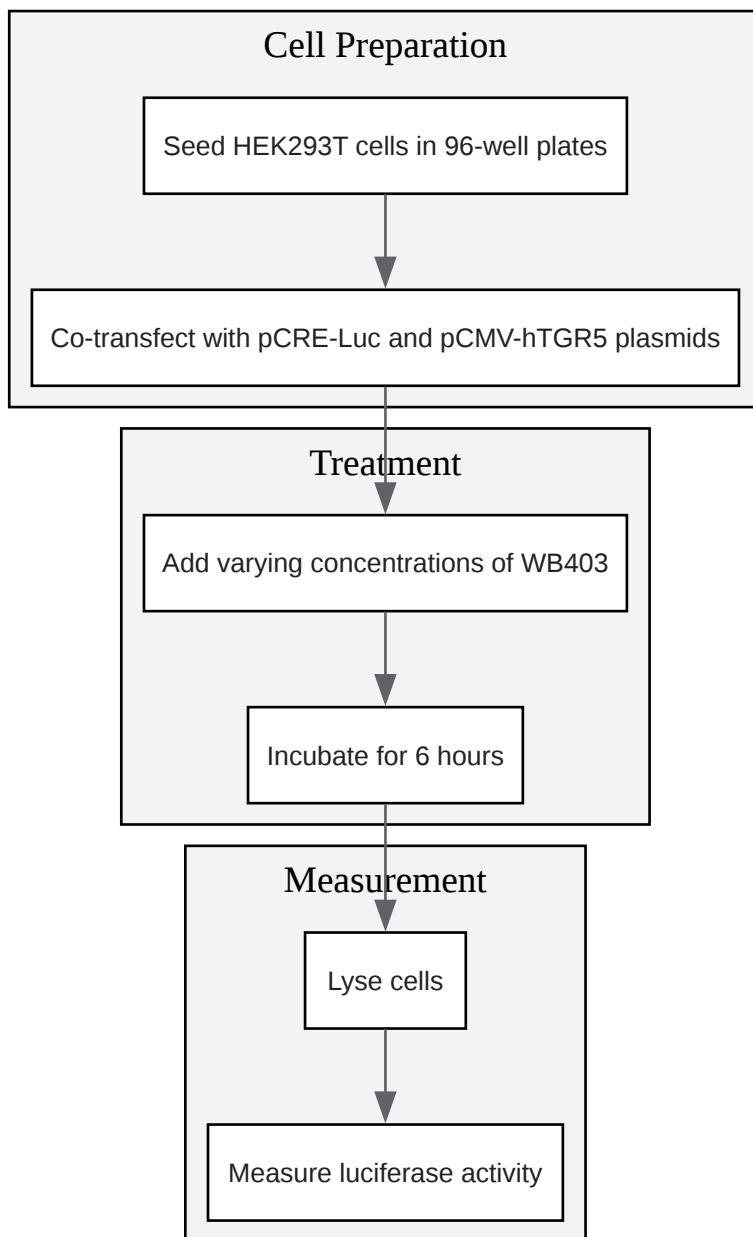 Cell Preparation
Seed HEK293T cells in 96-well plates
Co-transfect with pCRE-Luc and pCMV-hTGR5 plasmids
Treatment
Add varying concentrations of WB403
Incubate for 6 hours
Measurement
Lyse cells
Measure luciferase activity